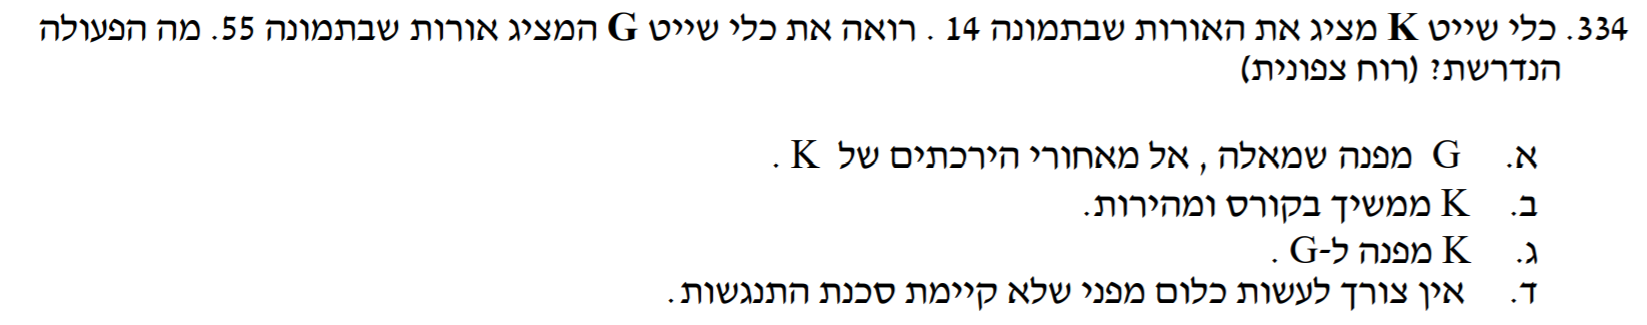 334. כלי שייט K מציג את האורות שבתמונה 14 . רואה את כלי שייט G המציג אורות שבתמונה 55. מה הפעולה
הנדרשת? (רוח צפונית)
א. G מפנה שמאלה , אל מאחורי הירכתים של K .
ב. K ממשיך בקורס ומהירות.
ג. K מפנה ל-G .
ד. אין צורך לעשות כלום מפני שלא קיימת סכנת התנגשות.